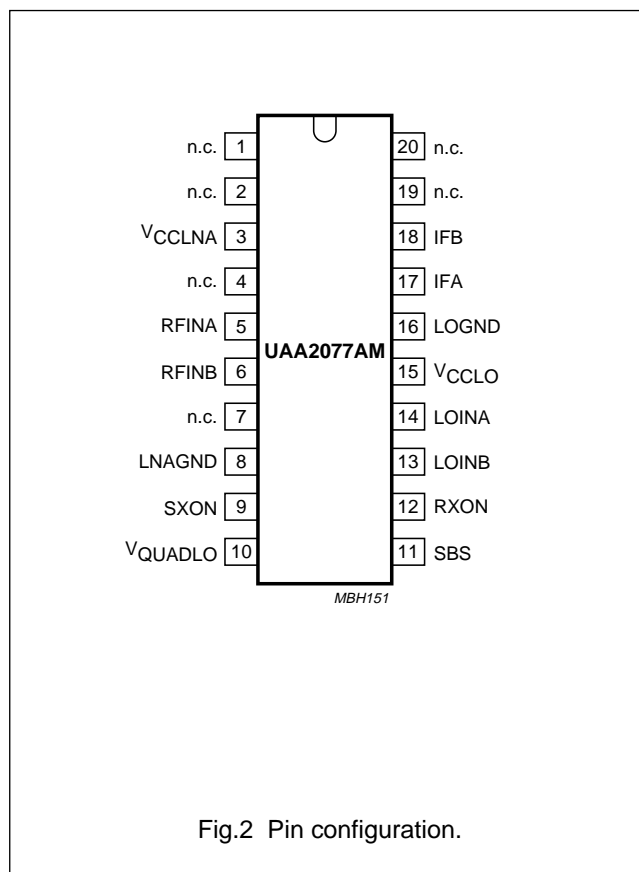 n.c. 1 20 n.c.
n.c. 2 19 n.c.
VCCLNA 3 18 IFB
n.c. 4 17 IFA
RFINA 5 16 LOGND
UAA2077AM
RFINB 6 15 VCCLO
n.c. 7 14 LOINA
LNAGND 8 13 LOINB
SXON 9 12 RXON
VQUADLO 10 11 SBS
MBH151
Fig.2 Pin configuration.